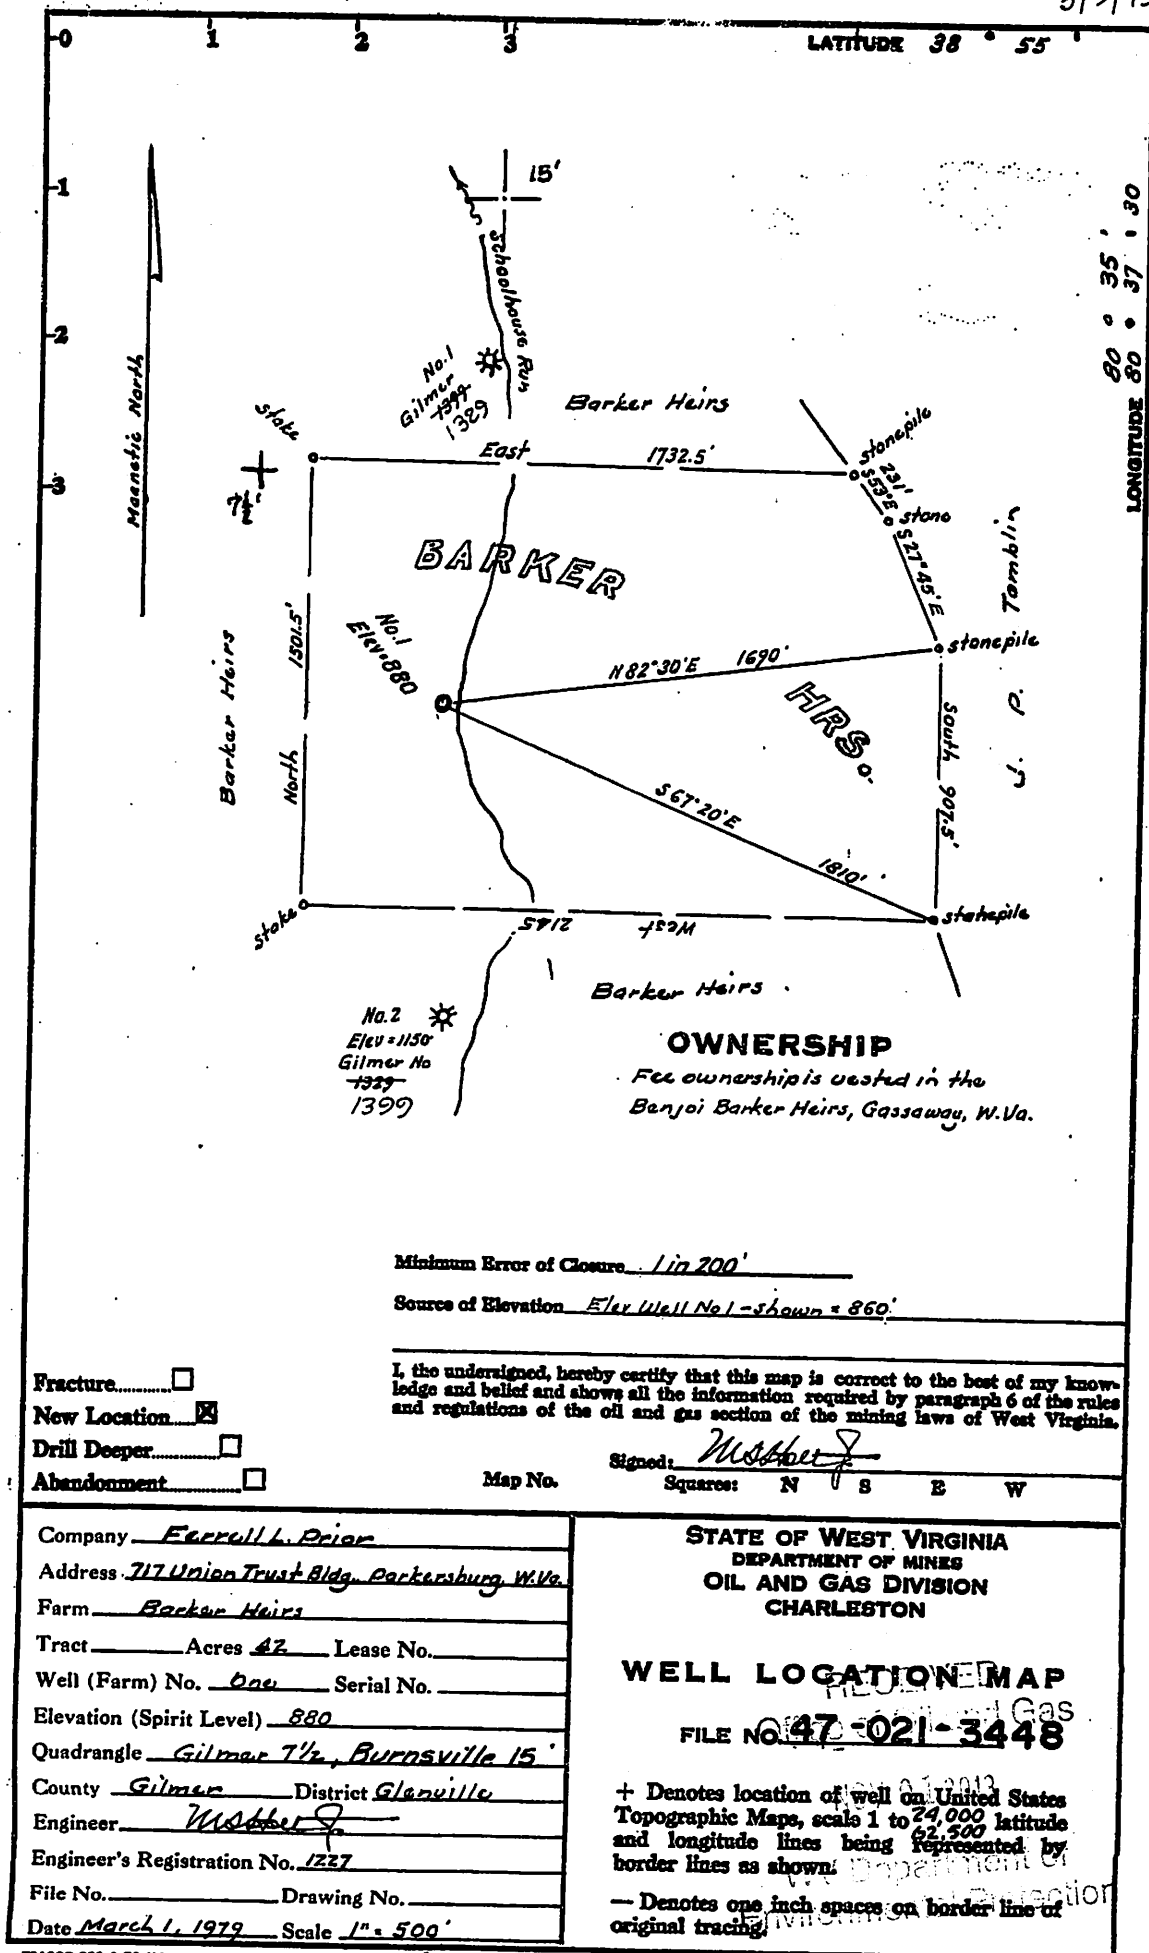 0 1 2 3 LATITUDE 38 ° 55 '
1
2
3
LONGITUDE 80 ° 37 ' 30
80 ° 35 '
Magnetic North
15'
Schoolhouse Run
No.1
Gilmer
1399
1329
Barker Heirs
stake
7½'
East 1732.5'
stonepile
231'
S53°E
stone
S27°45'E
J. P. Tomblin
BARKER
HRS.
No.1
Elev=880
N82°30'E 1690'
stonepile
Barker Heirs
North 1501.5'
South 907.5'
S67°20'E
1810'
stake
West 2145
stonepile
Barker Heirs
No.2
Elev=1150
Gilmer No
1329
1399
OWNERSHIP
Fee ownership is vested in the
Benjoi Barker Heirs, Gassaway, W.Va.
Minimum Error of Closure 1 in 200'
Source of Elevation Elev Well No 1 - shown = 860'
Fracture
New Location
Drill Deeper
Abandonment
I, the undersigned, hereby certify that this map is correct to the best of my know-
ledge and belief and shows all the information required by paragraph 6 of the rules
and regulations of the oil and gas section of the mining laws of West Virginia.
Signed:
Map No. Squares: N S E W
Company Ferrell L. Prior
Address 717 Union Trust Bldg. Parkersburg, W.Va.
Farm Barker Heirs
Tract Acres 42 Lease No.
Well (Farm) No. One Serial No.
Elevation (Spirit Level) 880
Quadrangle Gilmer 7½, Burnsville 15'
County Gilmer District Glenville
Engineer
Engineer's Registration No. 1227
File No. Drawing No.
Date March 1, 1979 Scale 1" = 500'
STATE OF WEST VIRGINIA
DEPARTMENT OF MINES
OIL AND GAS DIVISION
CHARLESTON
WELL LOCATION MAP
FILE NO. 47-021-3448
+ Denotes location of well on United States
Topographic Maps, scale 1 to 24,000 latitude
62,500
and longitude lines being represented by
border lines as shown.
— Denotes one inch spaces on border line of
original tracing.